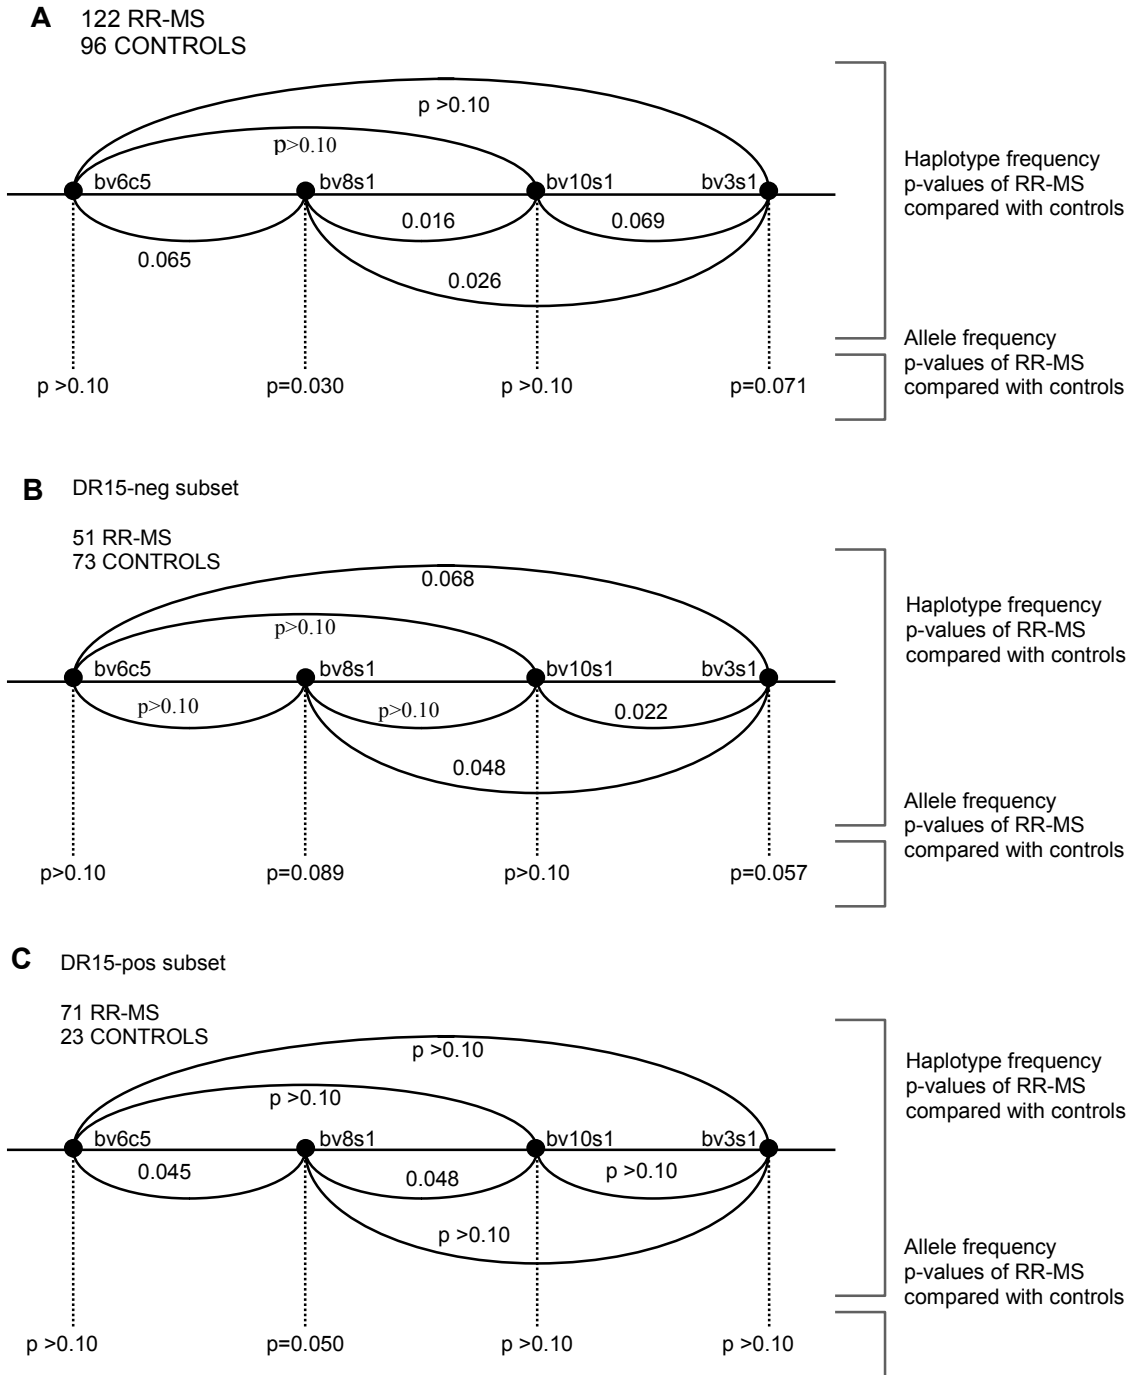 A
122 RR-MS
96 CONTROLS
p >0.10
p>0.10
bv6c5
bv8s1
bv10s1
bv3s1
0.016
0.069
0.065
0.026
p >0.10
p=0.030
p >0.10
p=0.071
Haplotype frequency
p-values of RR-MS
compared with controls
Allele frequency
p-values of RR-MS
compared with controls
B
DR15-neg subset
51 RR-MS
73 CONTROLS
0.068
p>0.10
bv6c5
bv8s1
bv10s1
bv3s1
p>0.10
p>0.10
0.022
0.048
p>0.10
p=0.089
p>0.10
p=0.057
Haplotype frequency
p-values of RR-MS
compared with controls
Allele frequency
p-values of RR-MS
compared with controls
C
DR15-pos subset
71 RR-MS
23 CONTROLS
p >0.10
p >0.10
bv6c5
bv8s1
bv10s1
bv3s1
0.045
0.048
p >0.10
p >0.10
p >0.10
p=0.050
p >0.10
p >0.10
Haplotype frequency
p-values of RR-MS
compared with controls
Allele frequency
p-values of RR-MS
compared with controls